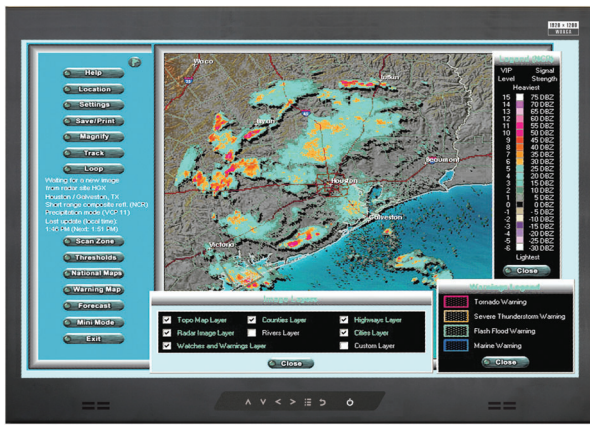 1920 x 1200
WUXGA
Help
Location
Settings
Save/Print
Magnify
Track
Loop
Waiting for a new image
from radar site HGX
Houston / Galveston, TX
Short range composite refl. (NCR)
Precipitation mode (VCP 11)
Last update (local time):
1:46 PM (Next: 1:51 PM)
Scan Zone
Thresholds
National Maps
Warning Map
Forecast
Mini Mode
Exit
Waco
Lufkin
Bryan
Beaumont
Houston
Galveston
Victoria
VIP Signal
Level Strength
Heaviest
15 75 DBZ
14 70 DBZ
13 65 DBZ
12 60 DBZ
11 55 DBZ
10 50 DBZ
9 45 DBZ
8 40 DBZ
7 35 DBZ
6 30 DBZ
5 25 DBZ
4 20 DBZ
3 15 DBZ
2 10 DBZ
1 5 DBZ
0 0 DBZ
-1 -5 DBZ
-2 -10 DBZ
-3 -15 DBZ
-4 -20 DBZ
-5 -25 DBZ
-6 -30 DBZ
Lightest
Close
Image Layers
Topo Map Layer Counties Layer Highways Layer
Radar Image Layer Rivers Layer Cities Layer
Watches and Warnings Layer Custom Layer
Close
Warnings Legend
Tornado Warning
Severe Thunderstorm Warning
Flash Flood Warning
Marine Warning
Close